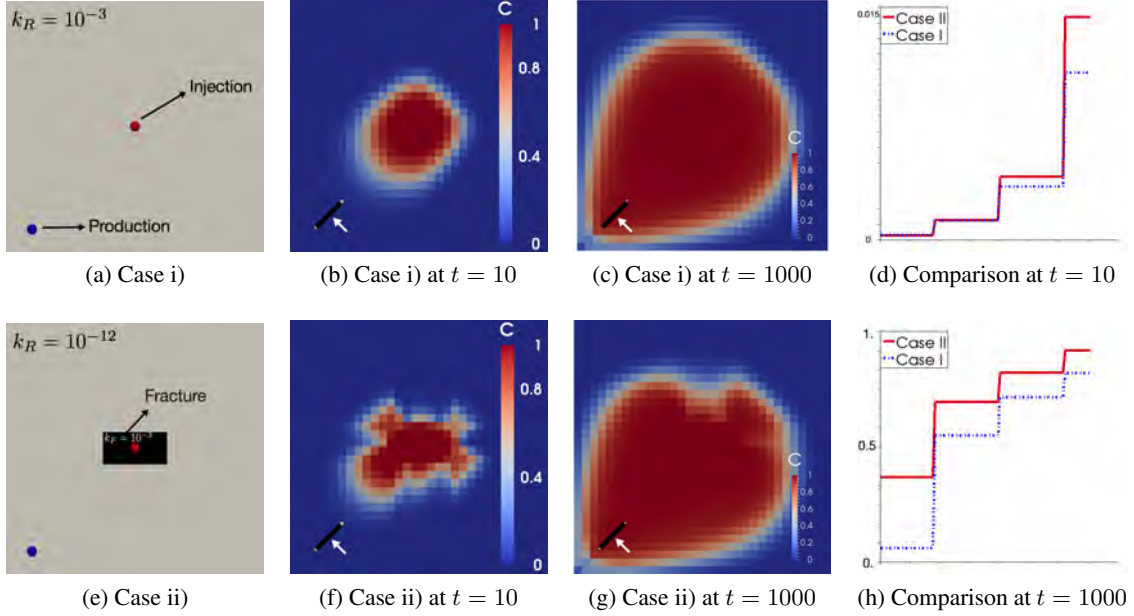 k_R = 10^{-3}
Injection
Production
C
1
0.8
0.4
0
C
1
0.8
0.6
0.4
0.2
0
0.015
Case II
Case I
0
(a) Case i)
(b) Case i) at t = 10
(c) Case i) at t = 1000
(d) Comparison at t = 10
k_R = 10^{-12}
Fracture
k_F = 10^{-3}
C
1
0.8
0.4
0
C
1
0.8
0.6
0.4
0.2
0
1.
Case II
Case I
0.5
0.
(e) Case ii)
(f) Case ii) at t = 10
(g) Case ii) at t = 1000
(h) Comparison at t = 1000